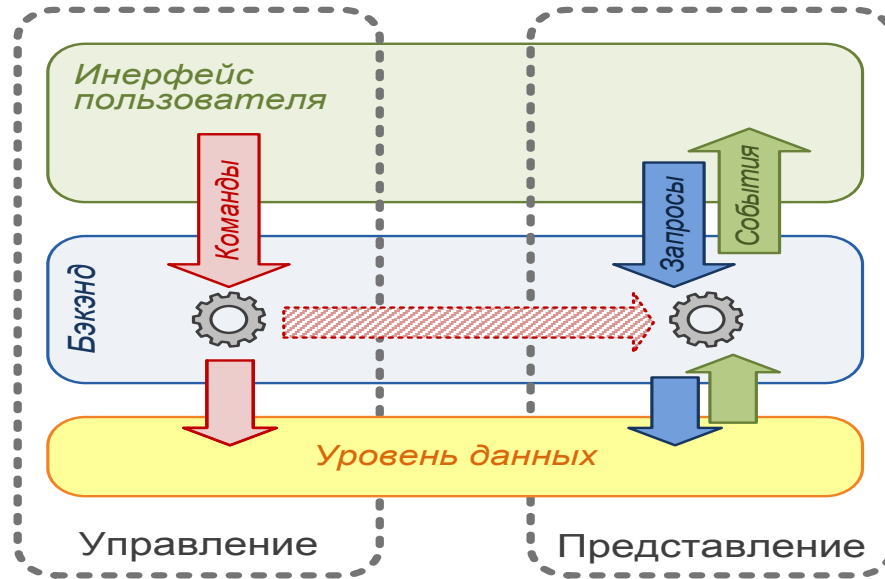 Инерфейс
пользователя
Команды
Запросы
События
Бэкэнд
Уровень данных
Управление
Представление